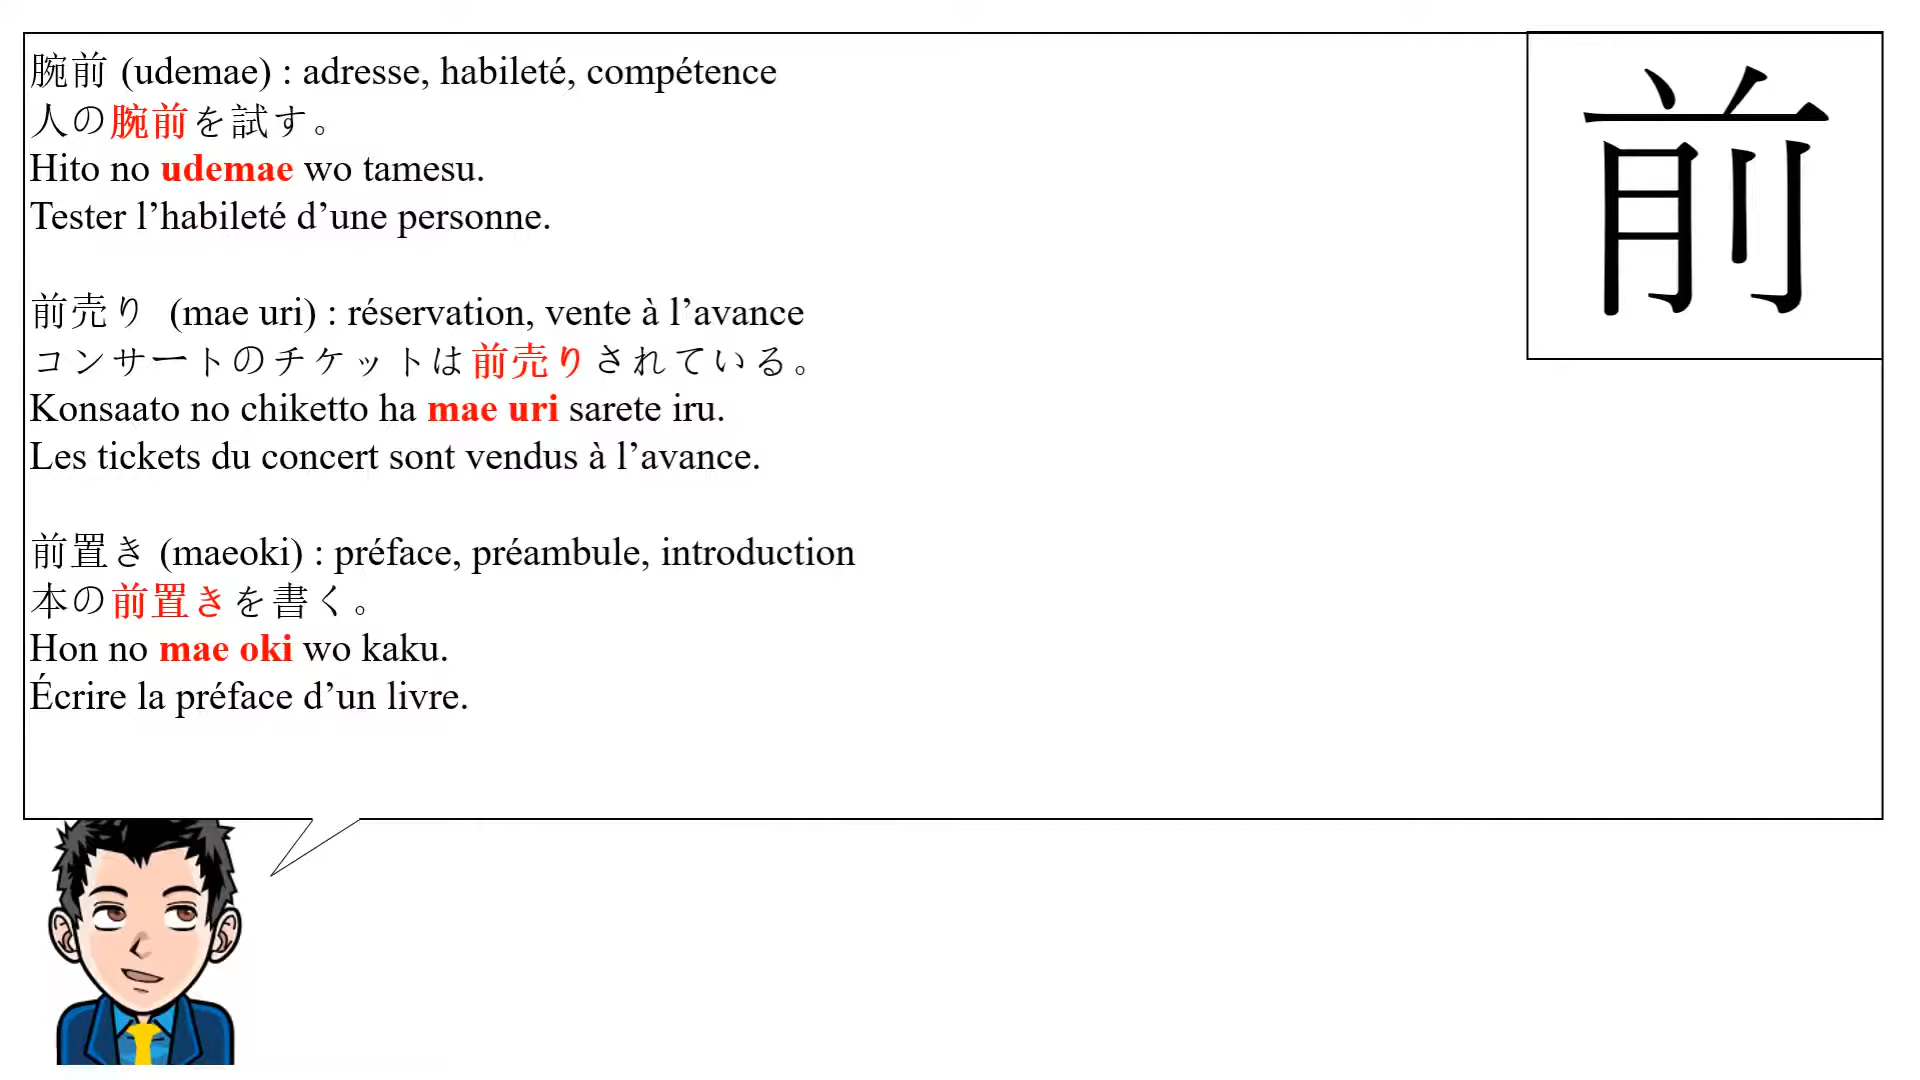 腕前 (udemae) : adresse, habileté, compétence
人の腕前を試す。
Hito no udemae wo tamesu.
Tester l’habileté d’une personne.
前売り (mae uri) : réservation, vente à l’avance
コンサートのチケットは前売りされている。
Konsaato no chiketto ha mae uri sarete iru.
Les tickets du concert sont vendus à l’avance.
前置き (maeoki) : préface, préambule, introduction
本の前置きを書く。
Hon no mae oki wo kaku.
Écrire la préface d’un livre.
前